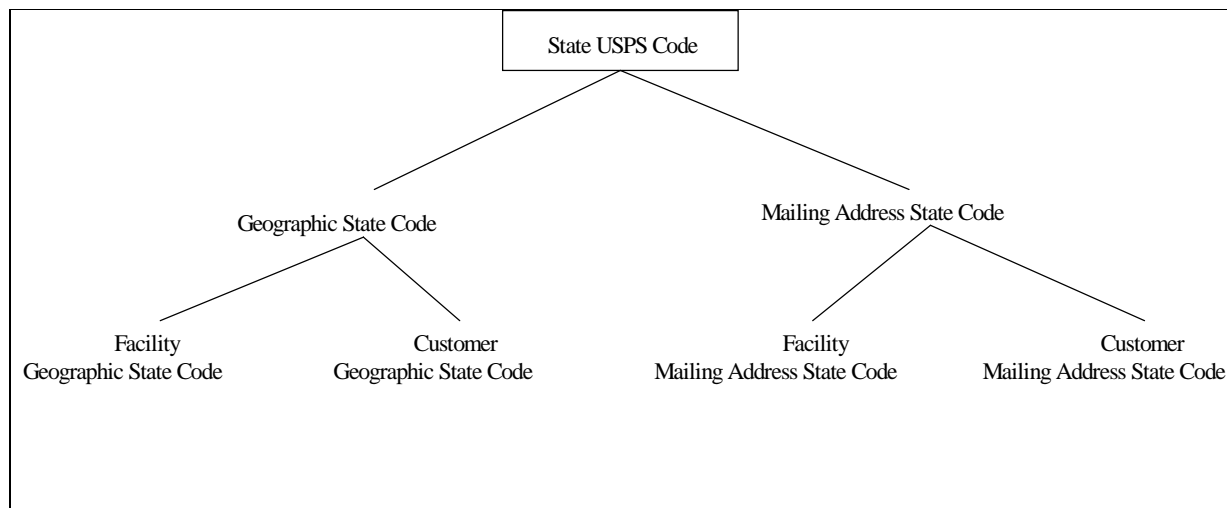 State USPS Code
Geographic State Code
Mailing Address State Code
Facility
Geographic State Code
Customer
Geographic State Code
Facility
Mailing Address State Code
Customer
Mailing Address State Code